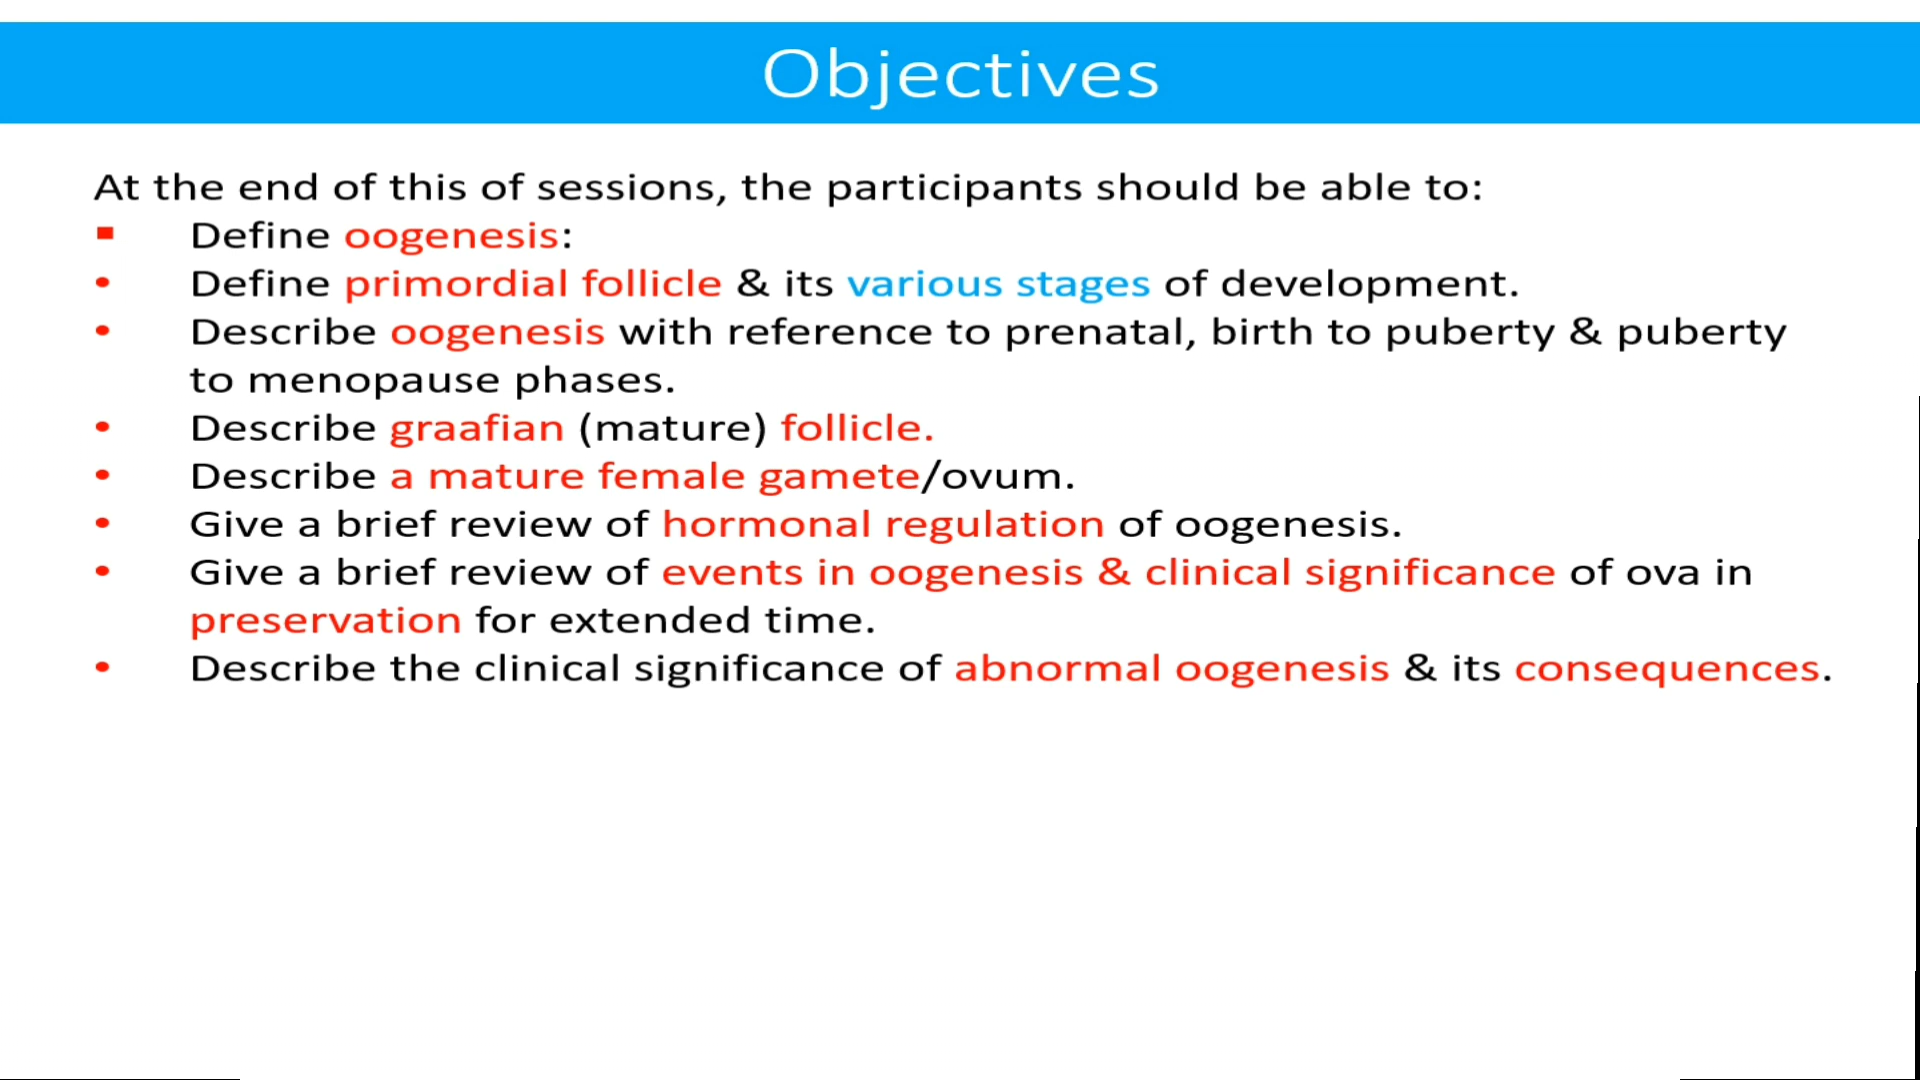 Objectives
At the end of this of sessions, the participants should be able to:
▪ Define oogenesis:
• Define primordial follicle & its various stages of development.
• Describe oogenesis with reference to prenatal, birth to puberty & puberty
to menopause phases.
• Describe graafian (mature) follicle.
• Describe a mature female gamete/ovum.
• Give a brief review of hormonal regulation of oogenesis.
• Give a brief review of events in oogenesis & clinical significance of ova in
preservation for extended time.
• Describe the clinical significance of abnormal oogenesis & its consequences.